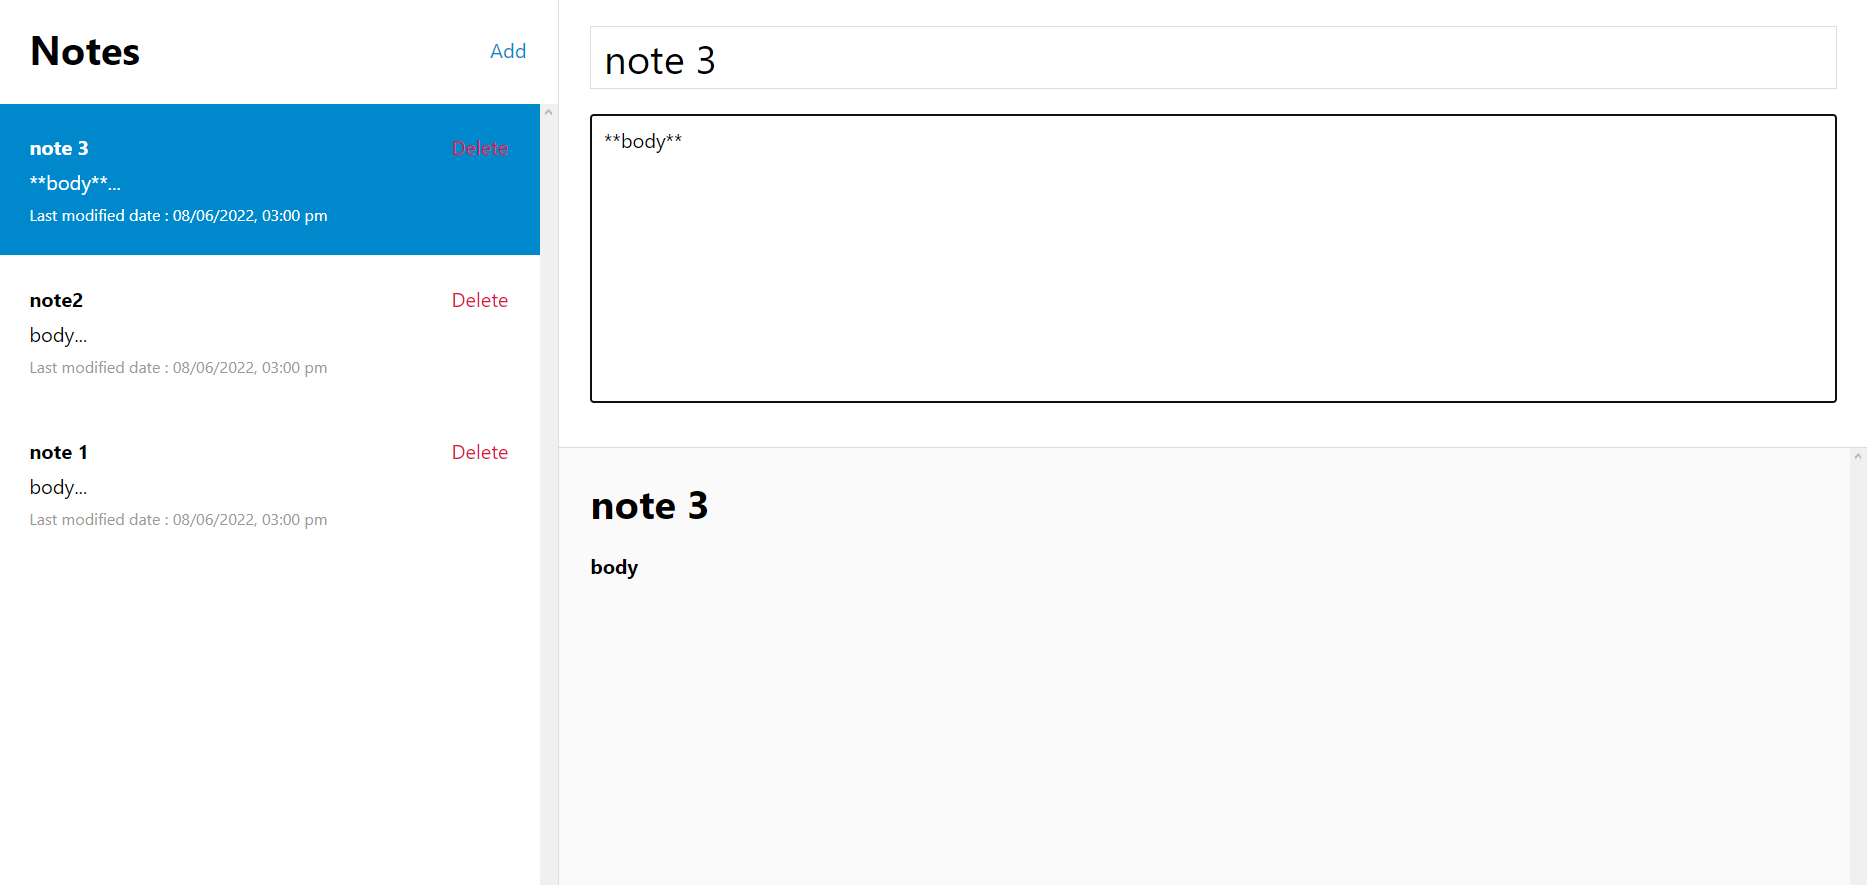 Notes
Add
note 3
Delete
**body**...
Last modified date : 08/06/2022, 03:00 pm
note2
Delete
body...
Last modified date : 08/06/2022, 03:00 pm
note 1
Delete
body...
Last modified date : 08/06/2022, 03:00 pm
note 3
**body**
note 3
body